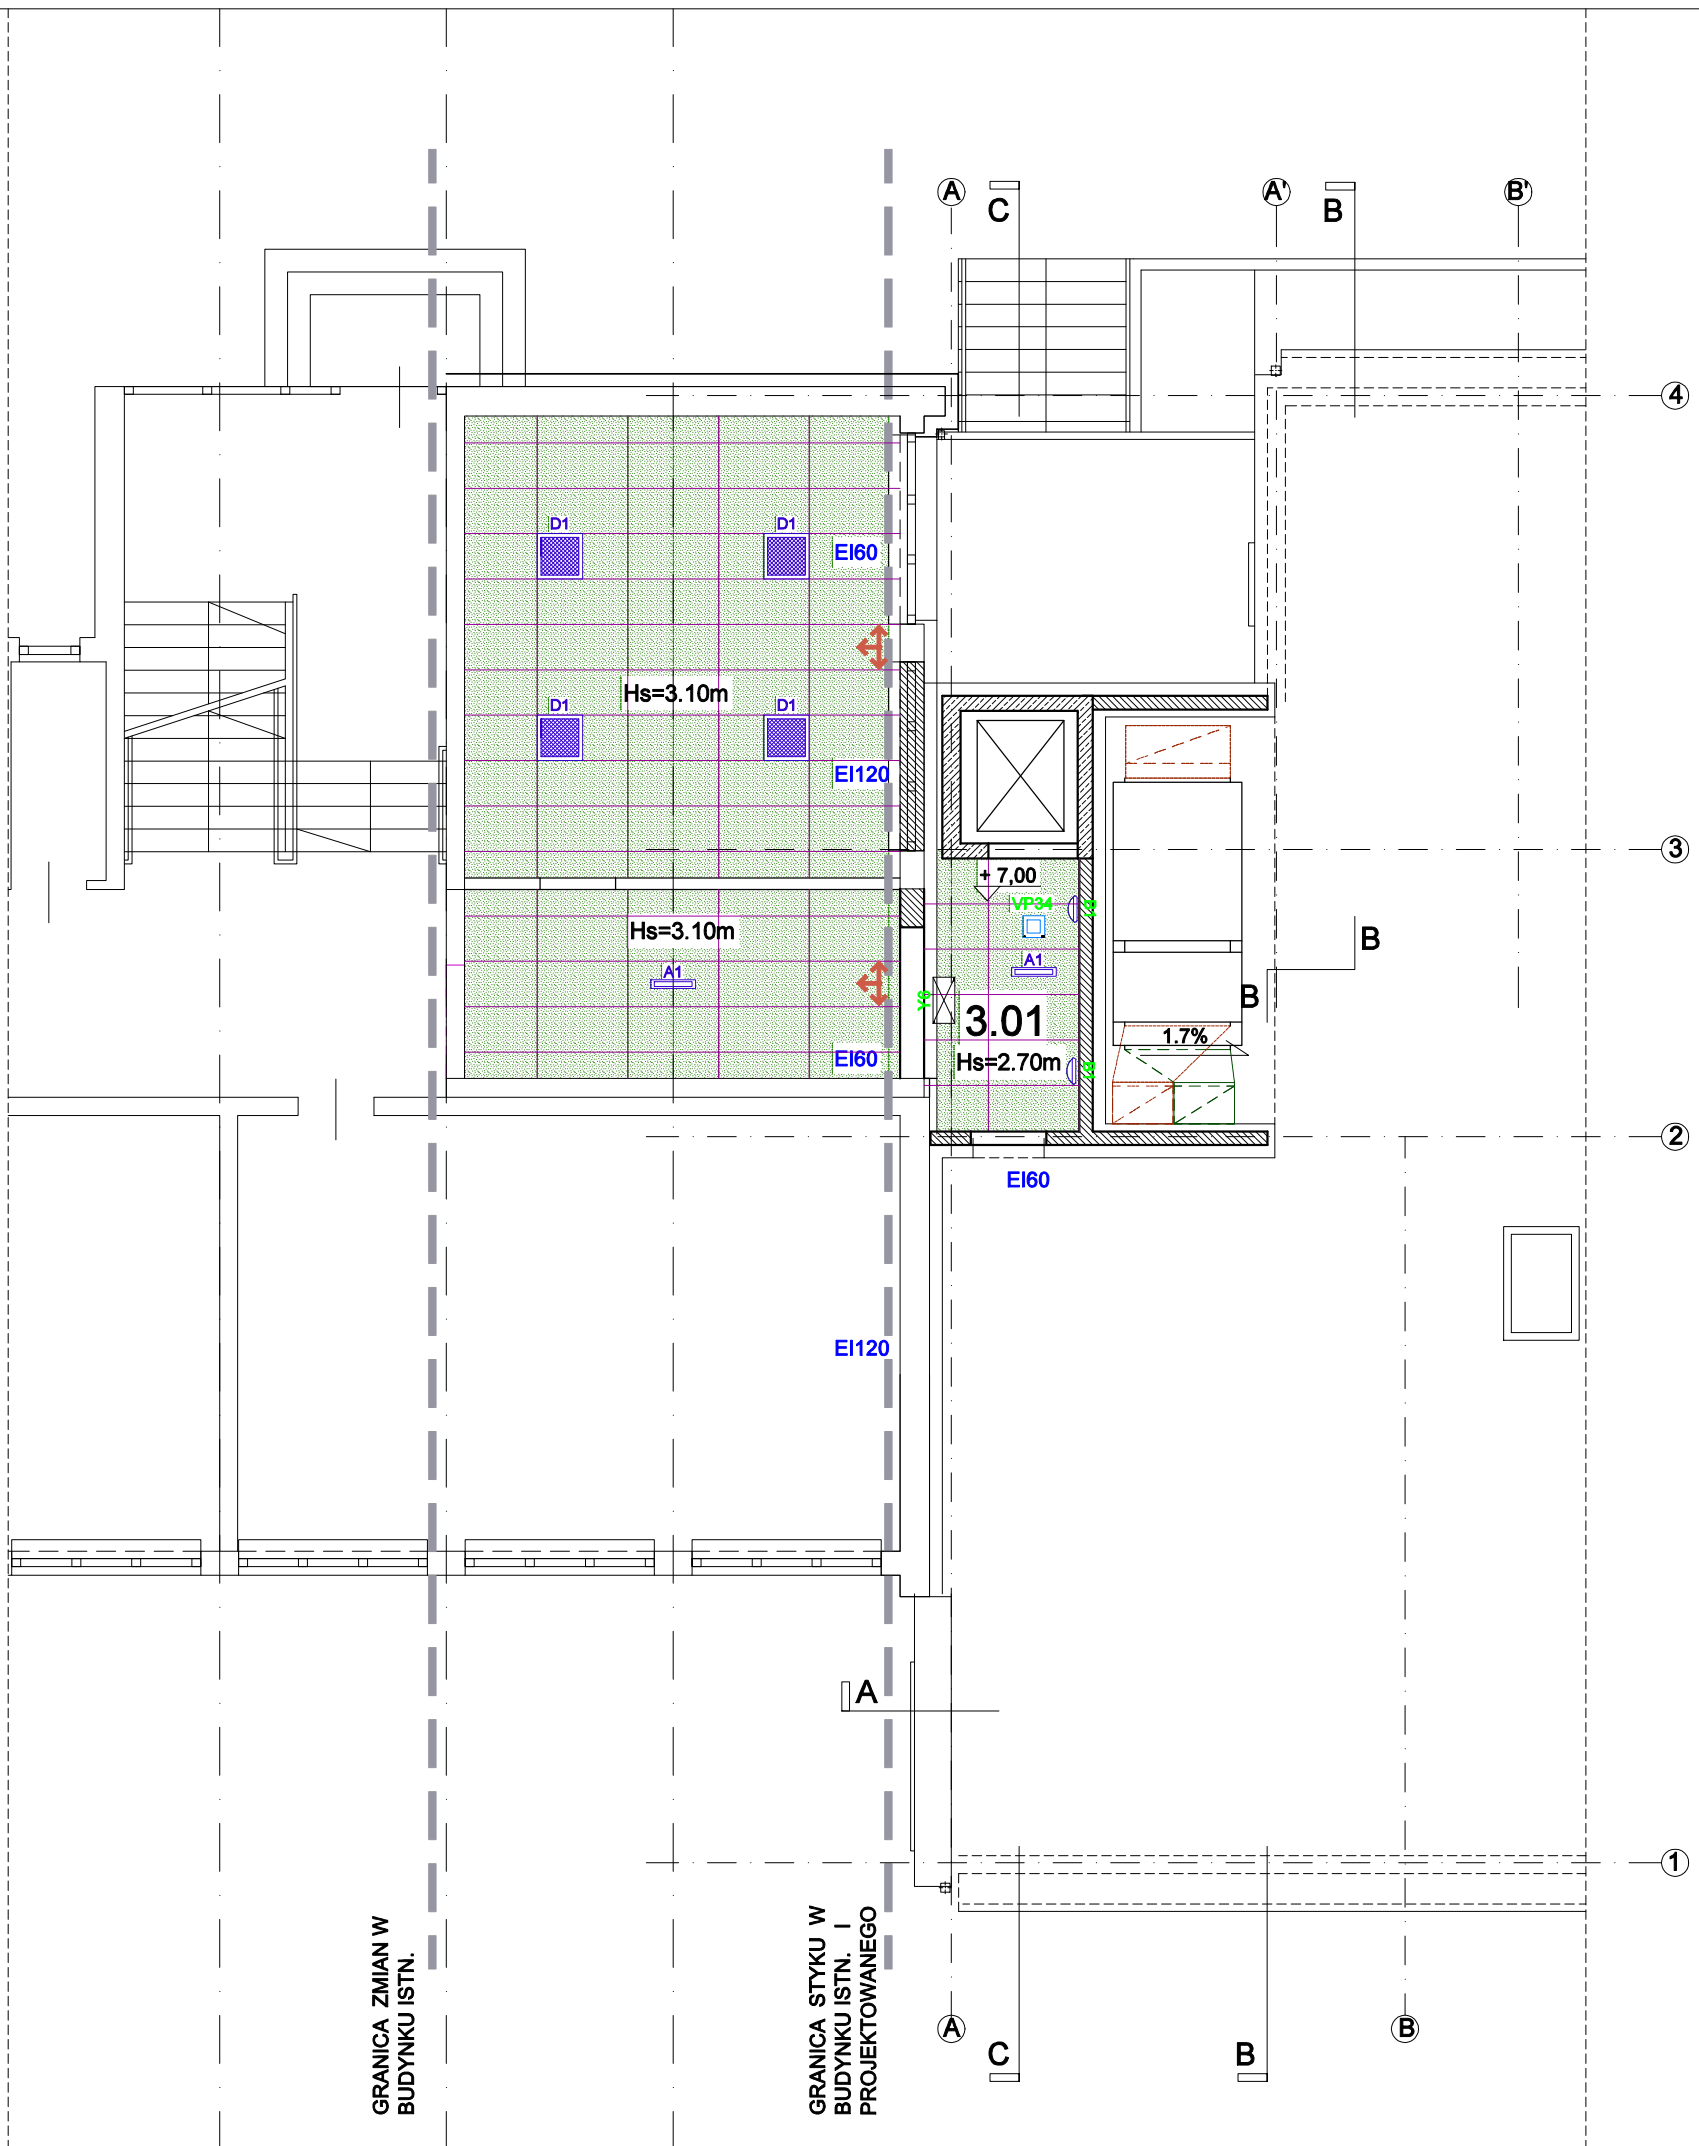 A
A'
B'
C
B
4
D1
D1
EI60
Hs=3.10m
D1
D1
EI120
3
+ 7,00
VP34
B1
Hs=3.10m
B
A1
A1
B
3.01
1.7%
EI60
Hs=2.70m
B1
2
EI60
EI120
A
1
GRANICA ZMIAN W
BUDYNKU ISTN.
GRANICA STYKU W
BUDYNKU ISTN. I
PROJEKTOWANEGO
A
B
C
B